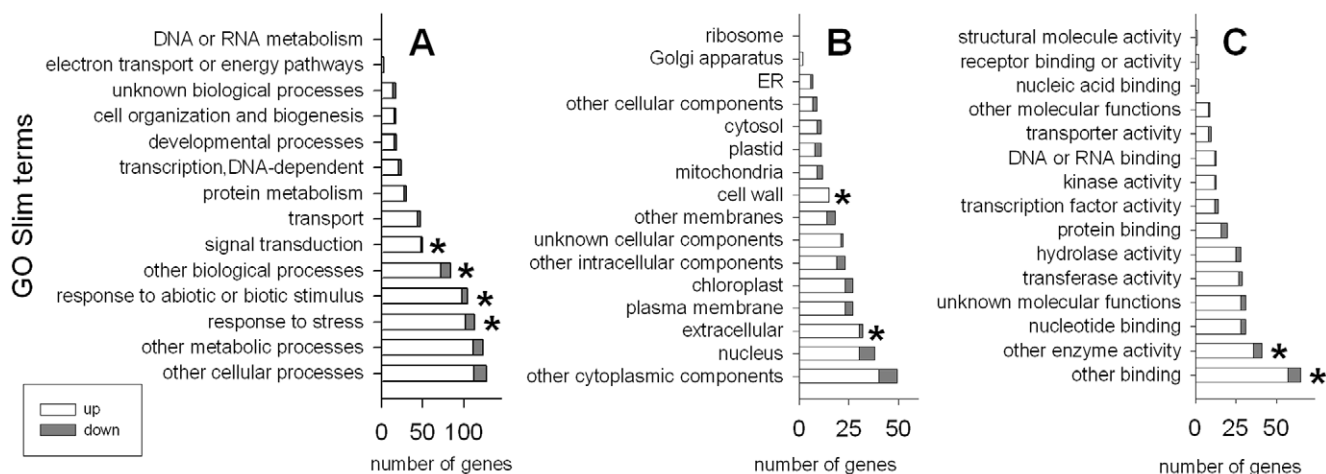 GO Slim terms
A
DNA or RNA metabolism
electron transport or energy pathways
unknown biological processes
cell organization and biogenesis
developmental processes
transcription,DNA-dependent
protein metabolism
transport
signal transduction *
other biological processes *
response to abiotic or biotic stimulus *
response to stress *
other metabolic processes
other cellular processes
0 50 100
number of genes
up
down
B
ribosome
Golgi apparatus
ER
other cellular components
cytosol
plastid
mitochondria
cell wall *
other membranes
unknown cellular components
other intracellular components
chloroplast
plasma membrane
extracellular *
nucleus
other cytoplasmic components
0 25 50
number of genes
C
structural molecule activity
receptor binding or activity
nucleic acid binding
other molecular functions
transporter activity
DNA or RNA binding
kinase activity
transcription factor activity
protein binding
hydrolase activity
transferase activity
unknown molecular functions
nucleotide binding
other enzyme activity *
other binding *
0 25 50
number of genes